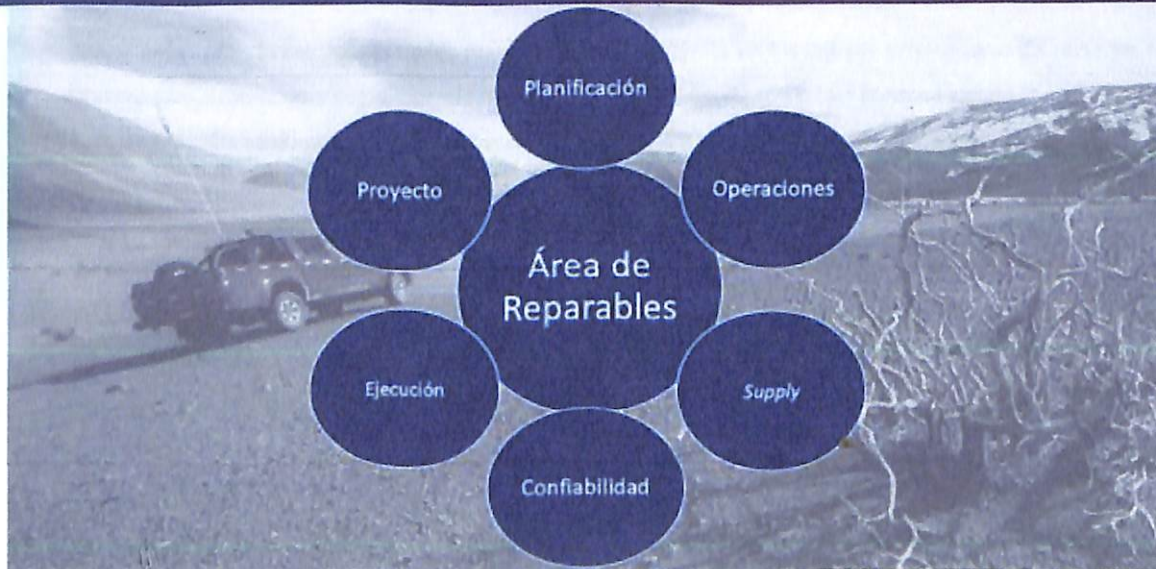 Planificación
Proyecto
Operaciones
Área de
Reparables
Ejecución
Supply
Confiabilidad